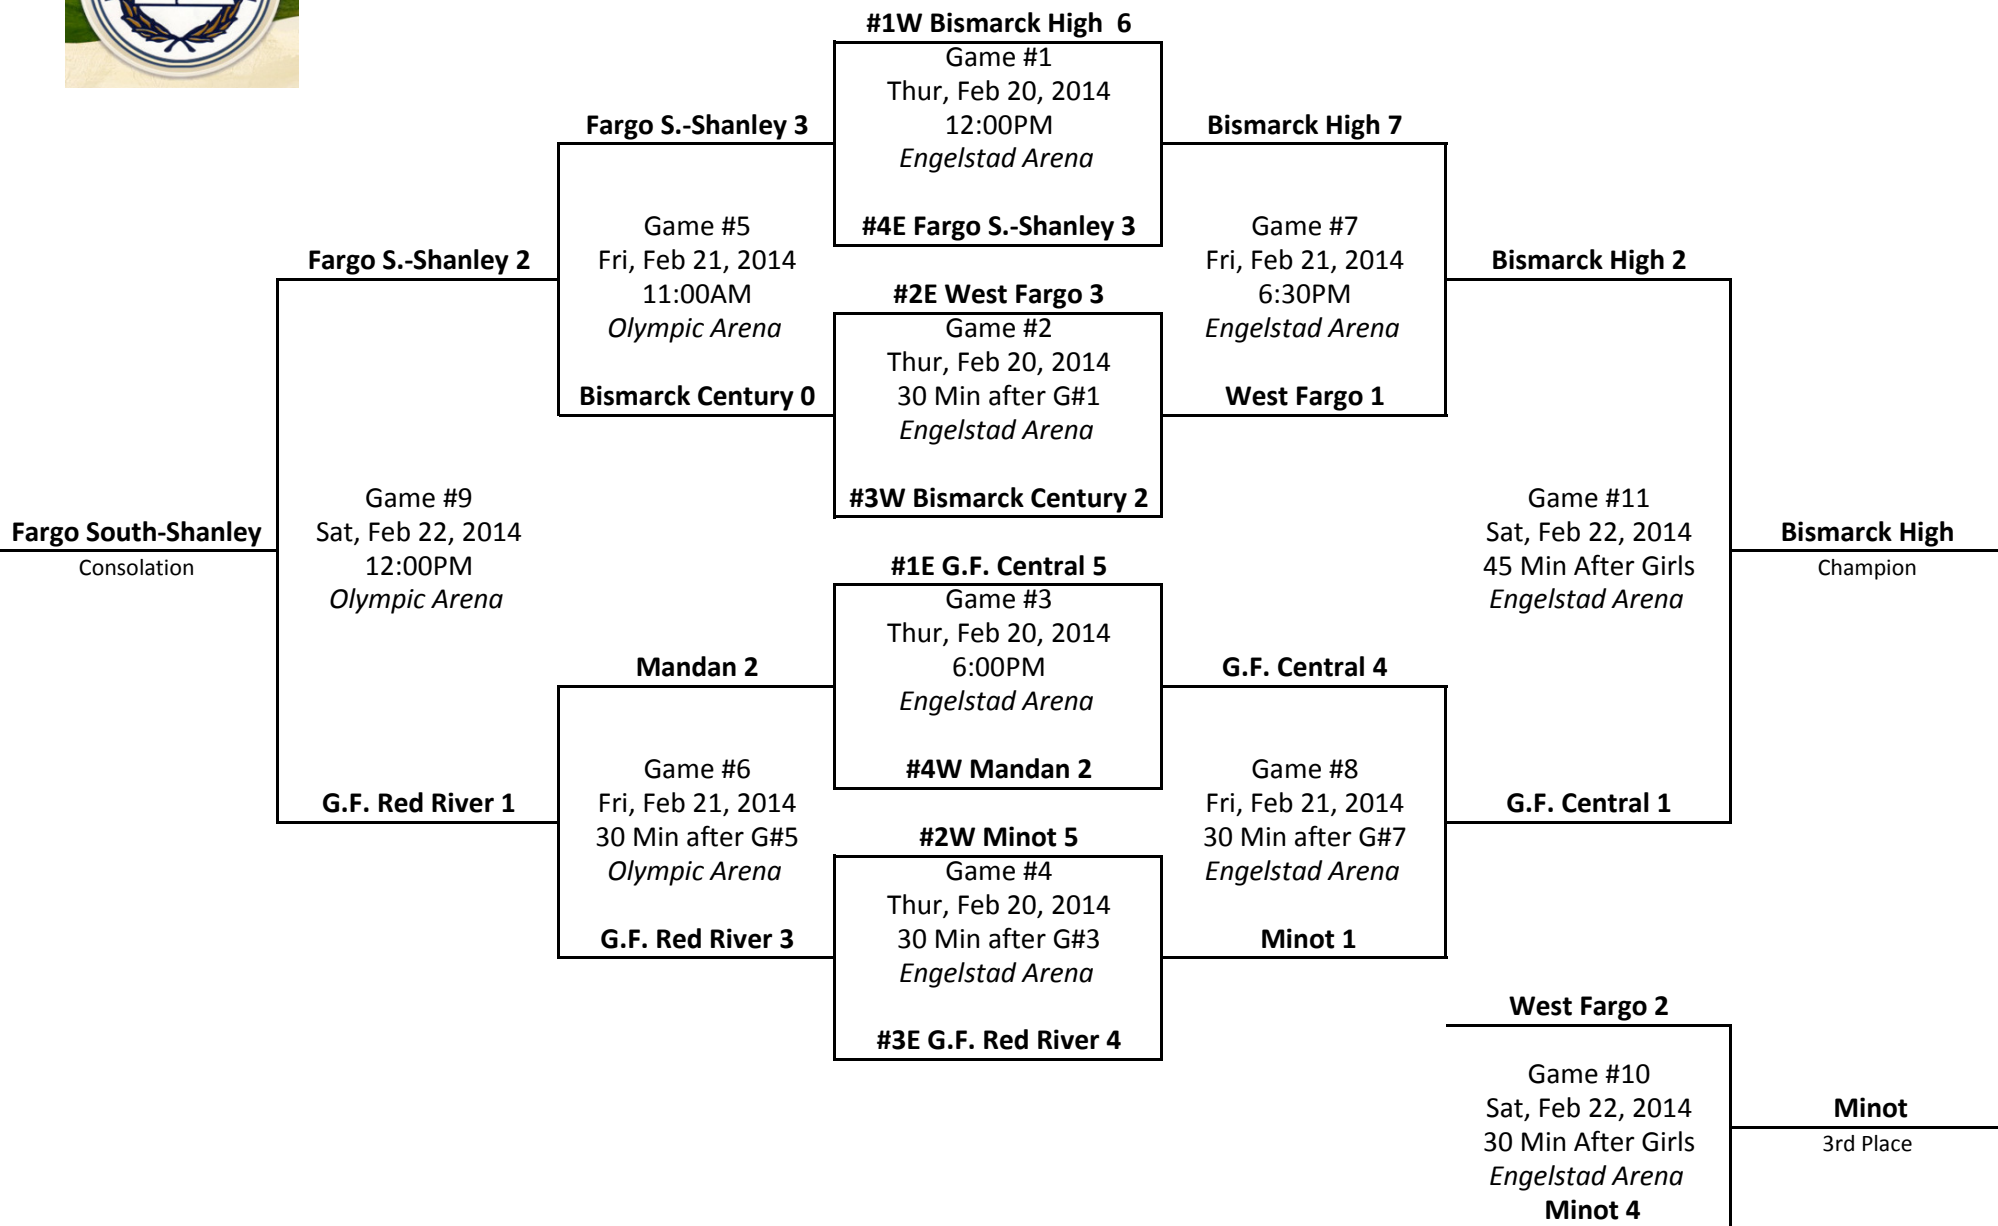 #1W Bismarck High  6
Game #1
Thur, Feb 20, 2014
12:00PM
Engelstad Arena
#4E Fargo S.-Shanley 3
#2E West Fargo 3
Game #2
Thur, Feb 20, 2014
30 Min after G#1
Engelstad Arena
#3W Bismarck Century 2
#1E G.F. Central 5
Game #3
Thur, Feb 20, 2014
6:00PM
Engelstad Arena
#4W Mandan 2
#2W Minot 5
Game #4
Thur, Feb 20, 2014
30 Min after G#3
Engelstad Arena
#3E G.F. Red River 4
Fargo S.-Shanley 3
Game #5
Fri, Feb 21, 2014
11:00AM
Olympic Arena
Bismarck Century 0
Mandan 2
Game #6
Fri, Feb 21, 2014
30 Min after G#5
Olympic Arena
G.F. Red River 3
Bismarck High 7
Game #7
Fri, Feb 21, 2014
6:30PM
Engelstad Arena
West Fargo 1
G.F. Central 4
Game #8
Fri, Feb 21, 2014
30 Min after G#7
Engelstad Arena
Minot 1
Fargo S.-Shanley 2
Game #9
Sat, Feb 22, 2014
12:00PM
Olympic Arena
G.F. Red River 1
Fargo South-Shanley
Consolation
Bismarck High 2
Game #11
Sat, Feb 22, 2014
45 Min After Girls
Engelstad Arena
G.F. Central 1
Bismarck High
Champion
West Fargo 2
Game #10
Sat, Feb 22, 2014
30 Min After Girls
Engelstad Arena
Minot 4
Minot
3rd Place